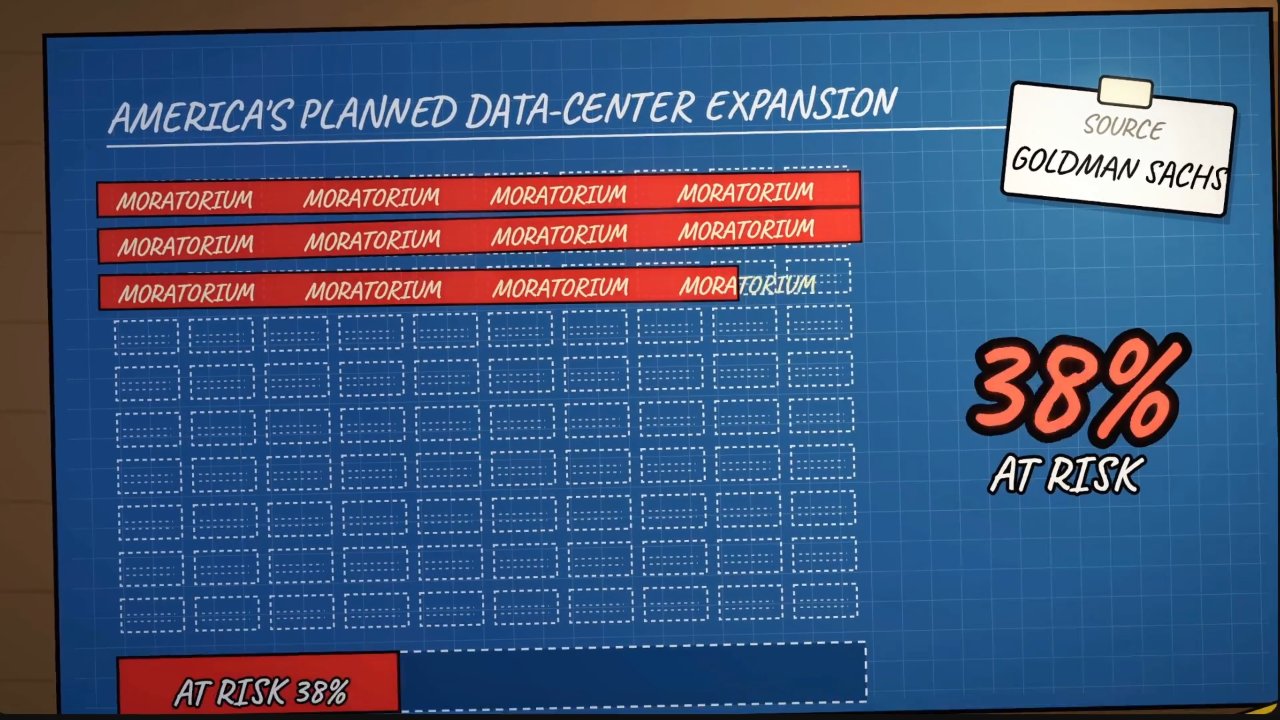 AMERICA'S PLANNED DATA-CENTER EXPANSION
SOURCE
GOLDMAN SACHS
MORATORIUM MORATORIUM MORATORIUM MORATORIUM
MORATORIUM MORATORIUM MORATORIUM MORATORIUM
MORATORIUM MORATORIUM MORATORIUM MORATORIUM
38%
AT RISK
AT RISK 38%